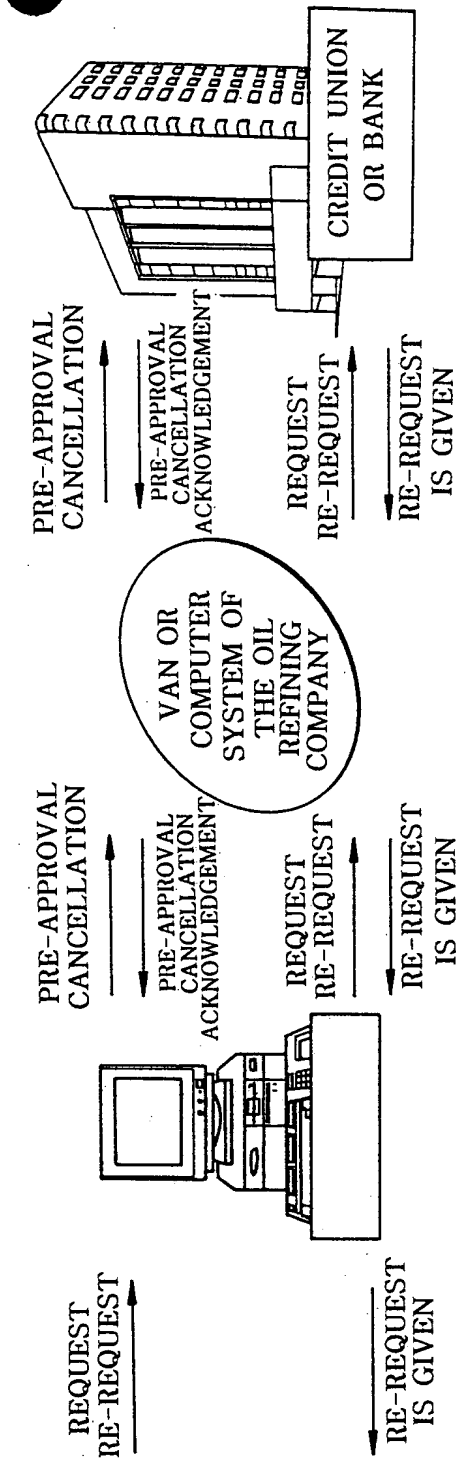 REQUEST
RE-REQUEST
RE-REQUEST
IS GIVEN
PRE-APPROVAL
CANCELLATION
PRE-APPROVAL
CANCELLATION
ACKNOWLEDGEMENT
REQUEST
RE-REQUEST
RE-REQUEST
IS GIVEN
VAN OR
COMPUTER
SYSTEM OF
THE OIL
REFINING
COMPANY
PRE-APPROVAL
CANCELLATION
PRE-APPROVAL
CANCELLATION
ACKNOWLEDGEMENT
REQUEST
RE-REQUEST
RE-REQUEST
IS GIVEN
CREDIT UNION
OR BANK